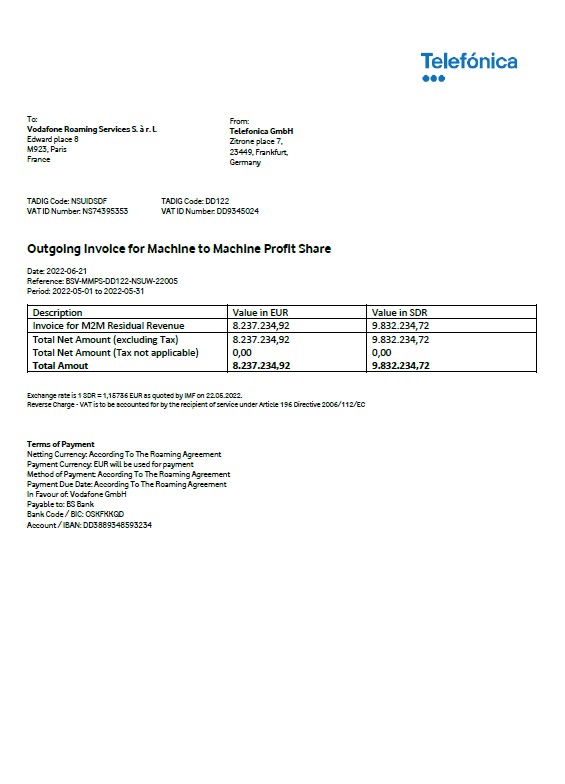 Telefónica
To:
Vodafone Roaming Services S. à r. l.
Edward place 8
M923, Paris
France
From:
Telefonica GmbH
Zitrone place 7,
23449, Frankfurt,
Germany
TADIG Code: NSUIDSDF
VAT ID Number: NS74395353
TADIG Code: DD122
VAT ID Number: DD9345024
Outgoing Invoice for Machine to Machine Profit Share
Date: 2022-06-21
Reference: BSV-MMPS-DD122-NSUW-22005
Period: 2022-05-01 to 2022-05-31
Description Value in EUR Value in SDR
Invoice for M2M Residual Revenue 8.237.234,92 9.832.234,72
Total Net Amount (excluding Tax) 8.237.234,92 9.832.234,72
Total Net Amount (Tax not applicable) 0,00 0,00
Total Amout 8.237.234,92 9.832.234,72
Exchange rate is 1 SDR = 1,15786 EUR as quoted by IMF on 22.05.2022.
Reverse Charge - VAT is to be accounted for by the recipient of service under Article 196 Directive 2006/112/EC
Terms of Payment
Netting Currency: According To The Roaming Agreement
Payment Currency: EUR will be used for payment
Method of Payment: According To The Roaming Agreement
Payment Due Date: According To The Roaming Agreement
In Favour of: Vodafone GmbH
Payable to: BS Bank
Bank Code / BIC: OSKFKKGD
Account / IBAN: DD3889348593234